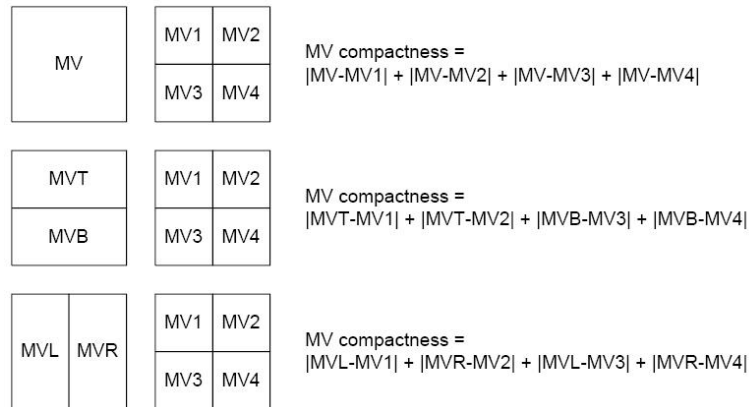 MV
MV1 MV2
MV3 MV4
MV compactness =
|MV-MV1| + |MV-MV2| + |MV-MV3| + |MV-MV4|
MVT
MVB
MV1 MV2
MV3 MV4
MV compactness =
|MVT-MV1| + |MVT-MV2| + |MVB-MV3| + |MVB-MV4|
MVL MVR
MV1 MV2
MV3 MV4
MV compactness =
|MVL-MV1| + |MVR-MV2| + |MVL-MV3| + |MVR-MV4|